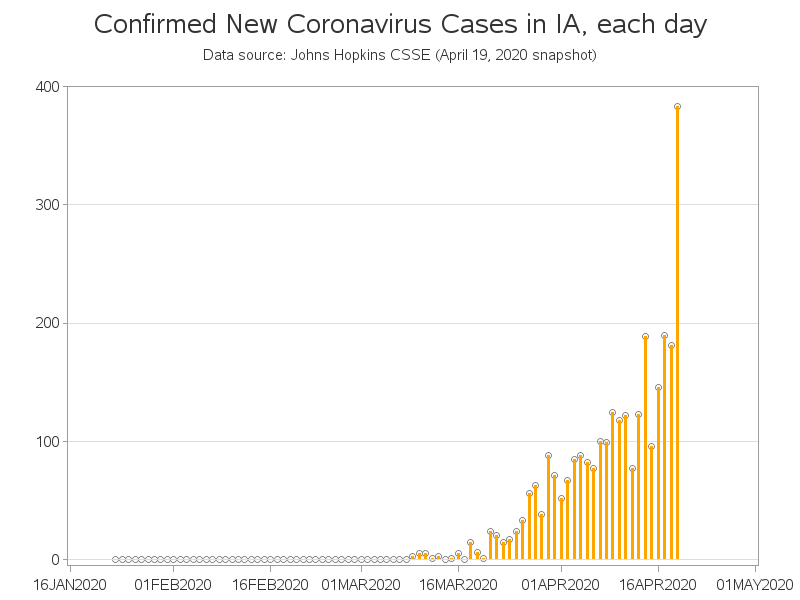 Confirmed New Coronavirus Cases in IA, each day
Data source: Johns Hopkins CSSE (April 19, 2020 snapshot)
400
300
200
100
0
16JAN2020 01FEB2020 16FEB2020 01MAR2020 16MAR2020 01APR2020 16APR2020 01MAY2020